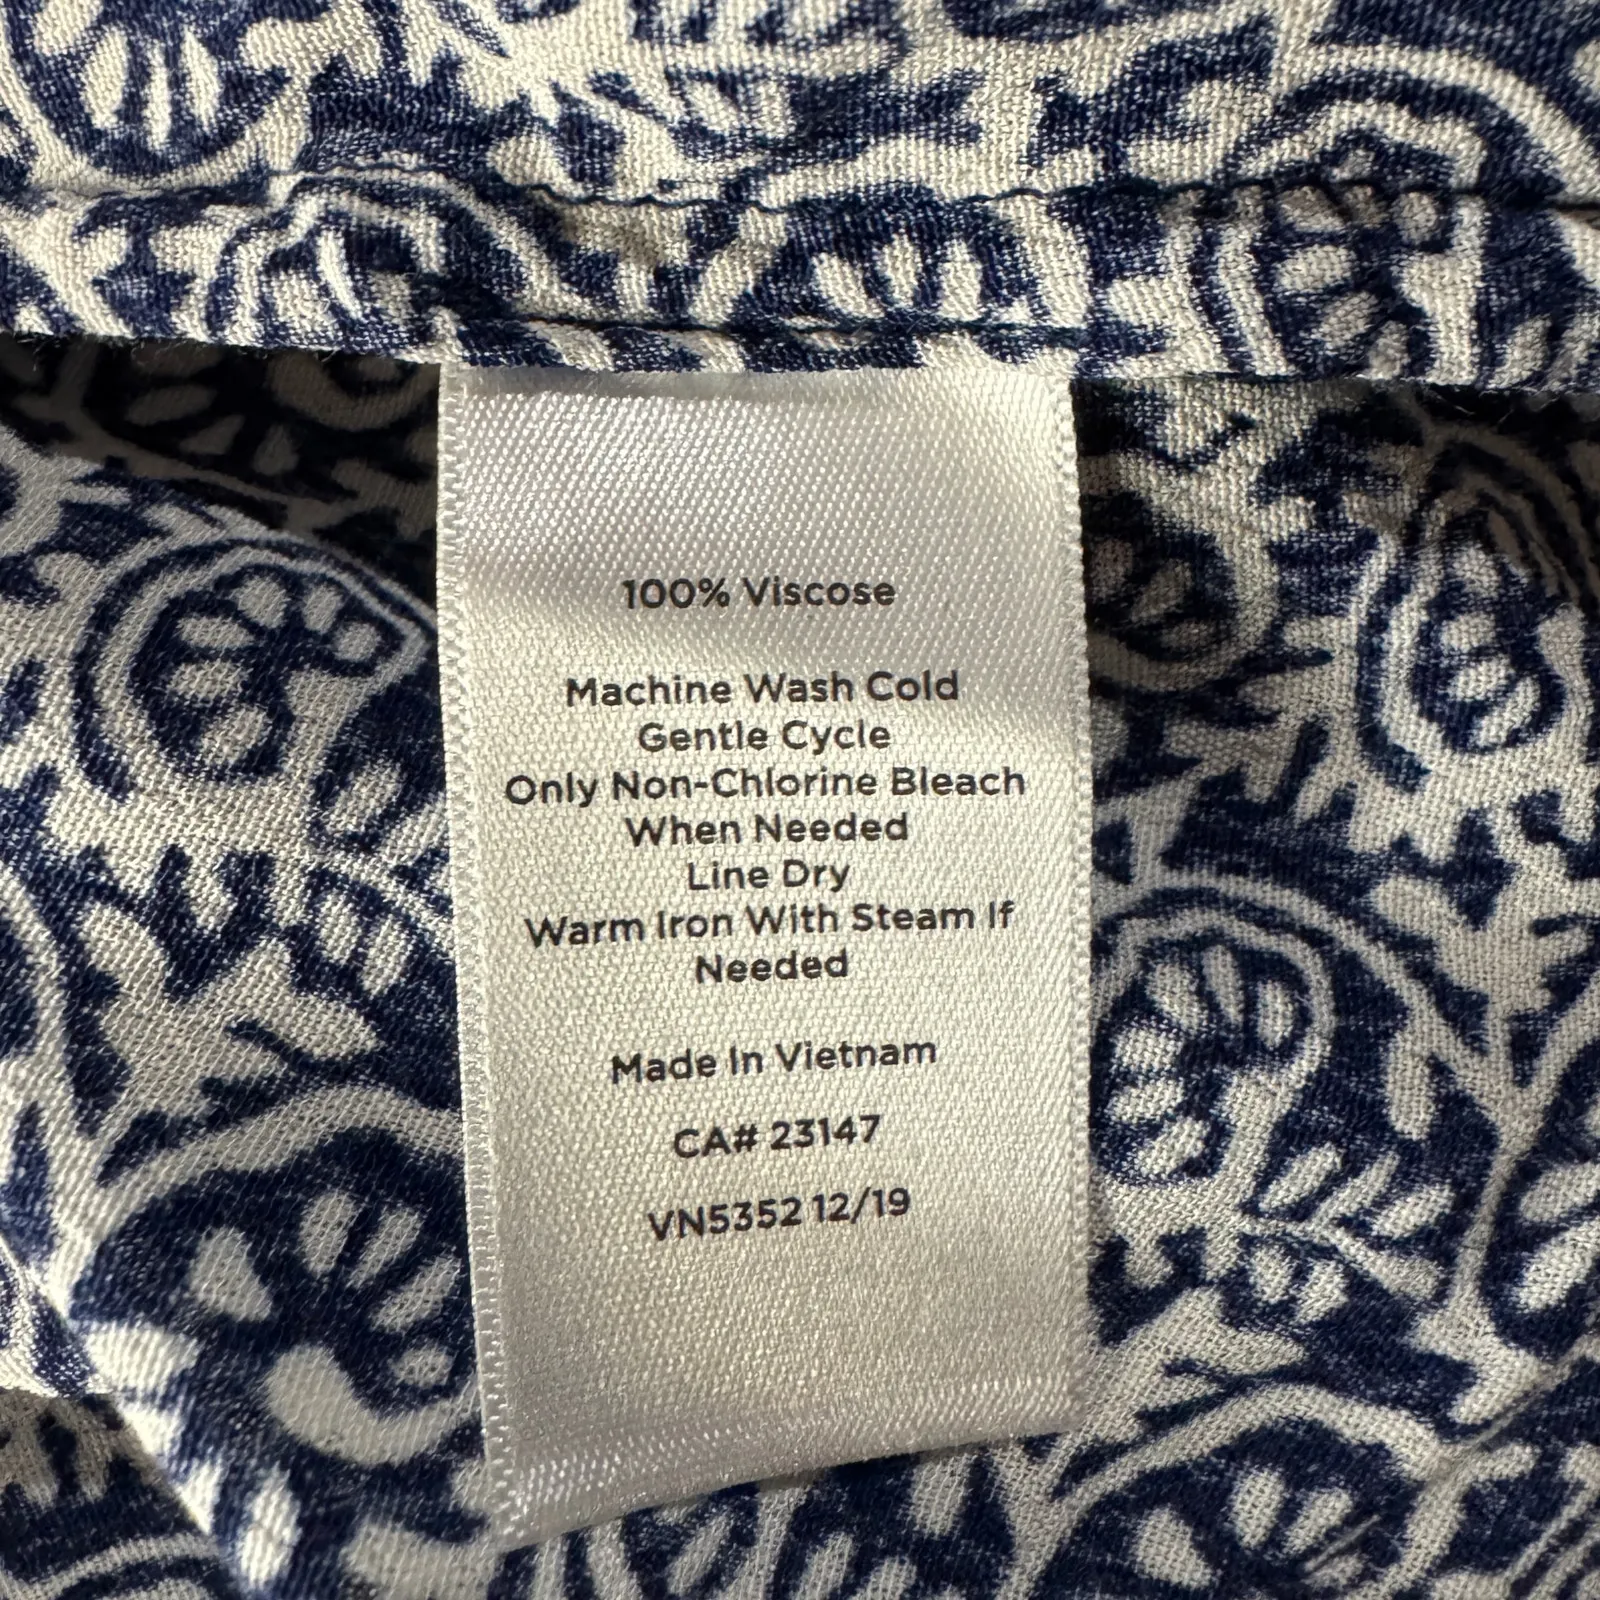 100% Viscose
Machine Wash Cold
Gentle Cycle
Only Non-Chlorine Bleach
When Needed
Line Dry
Warm Iron With Steam If
Needed
Made In Vietnam
CA# 23147
VN5352 12/19